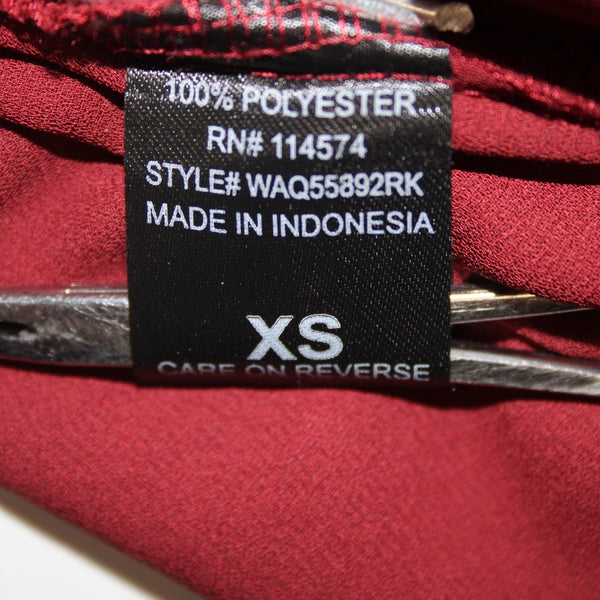 100% POLYESTER...
RN# 114574
STYLE# WAQ55892RK
MADE IN INDONESIA
XS
CARE ON REVERSE